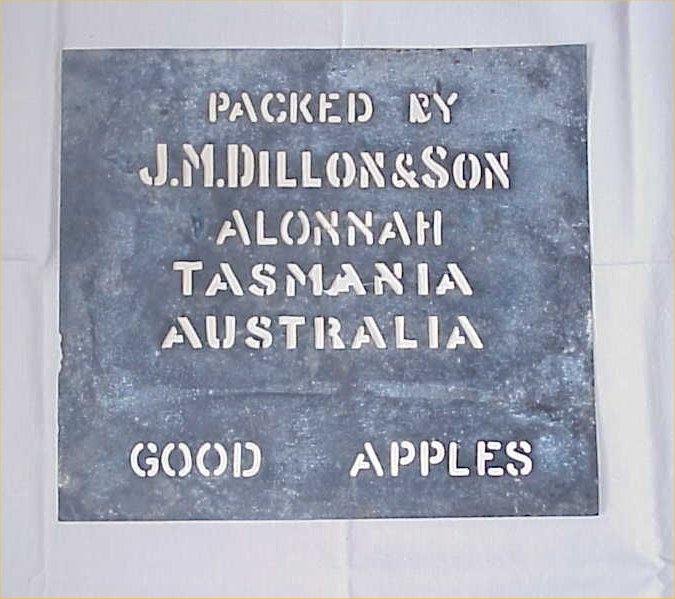 PACKED BY
J.M.DILLON&SON
ALONNAH
TASMANIA
AUSTRALIA
GOOD APPLES